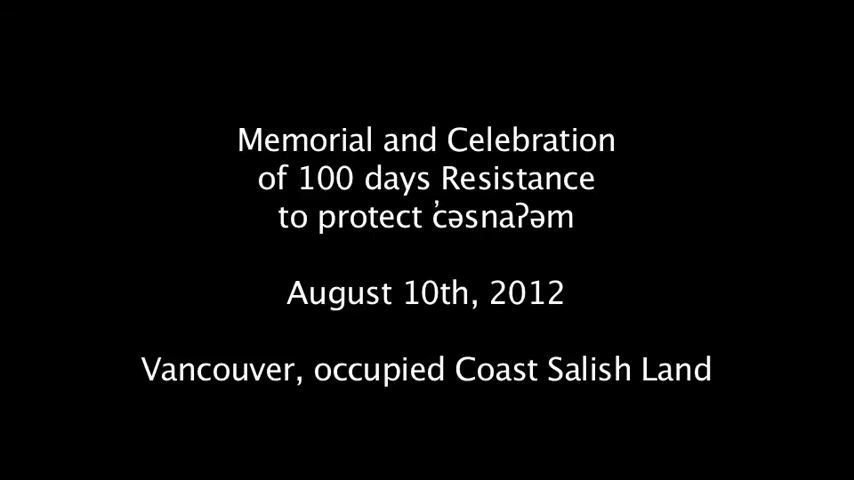 Memorial and Celebration
of 100 days Resistance
to protect c̓əsnaʔəm
August 10th, 2012
Vancouver, occupied Coast Salish Land